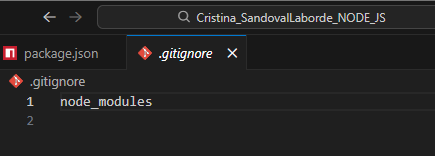 Cristina_SandovalLaborde_NODE_JS
package.json
.gitignore
.gitignore
1 node_modules
2